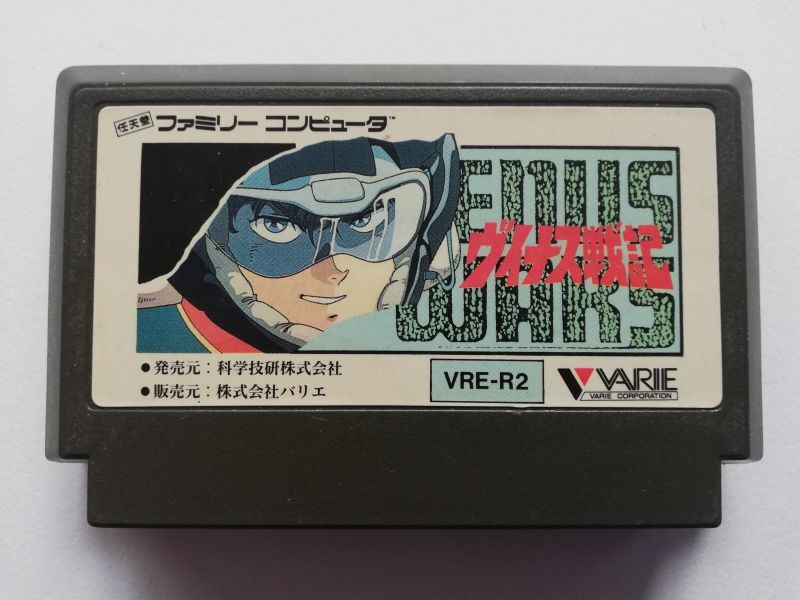 任天堂 ファミリー コンピュータ™
VENUS
ヴイナス戦記
WARS
●発売元：科学技研株式会社
●販売元：株式会社バリエ
VRE-R2
VARIE
VARIE CORPORATION